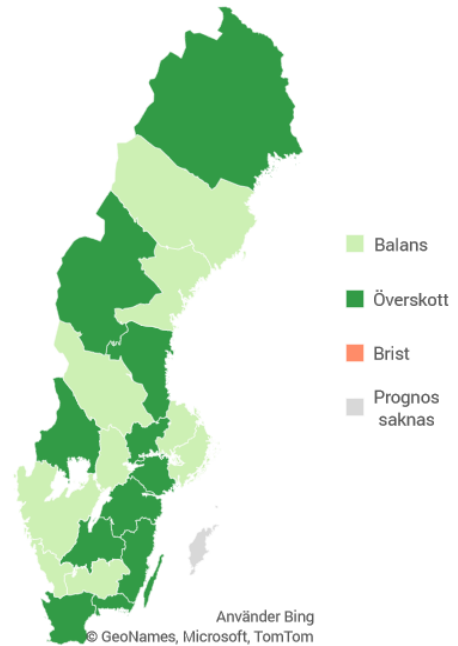 Balans
Överskott
Brist
Prognos
saknas
Använder Bing
© GeoNames, Microsoft, TomTom